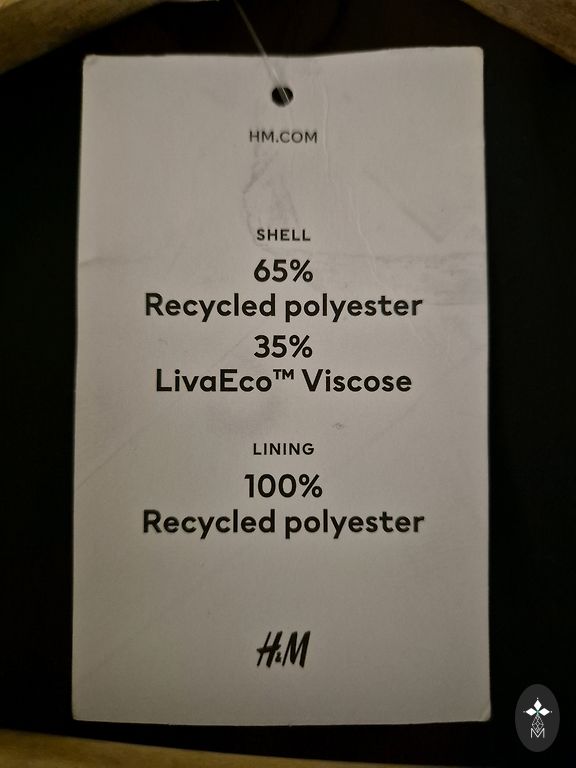 HM.COM
SHELL
65%
Recycled polyester
35%
LivaEco™ Viscose
LINING
100%
Recycled polyester
H&M
M